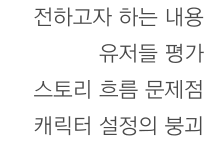 전하고자 하는 내용
유저들 평가
스토리 흐름 문제점
캐릭터 설정의 붕괴